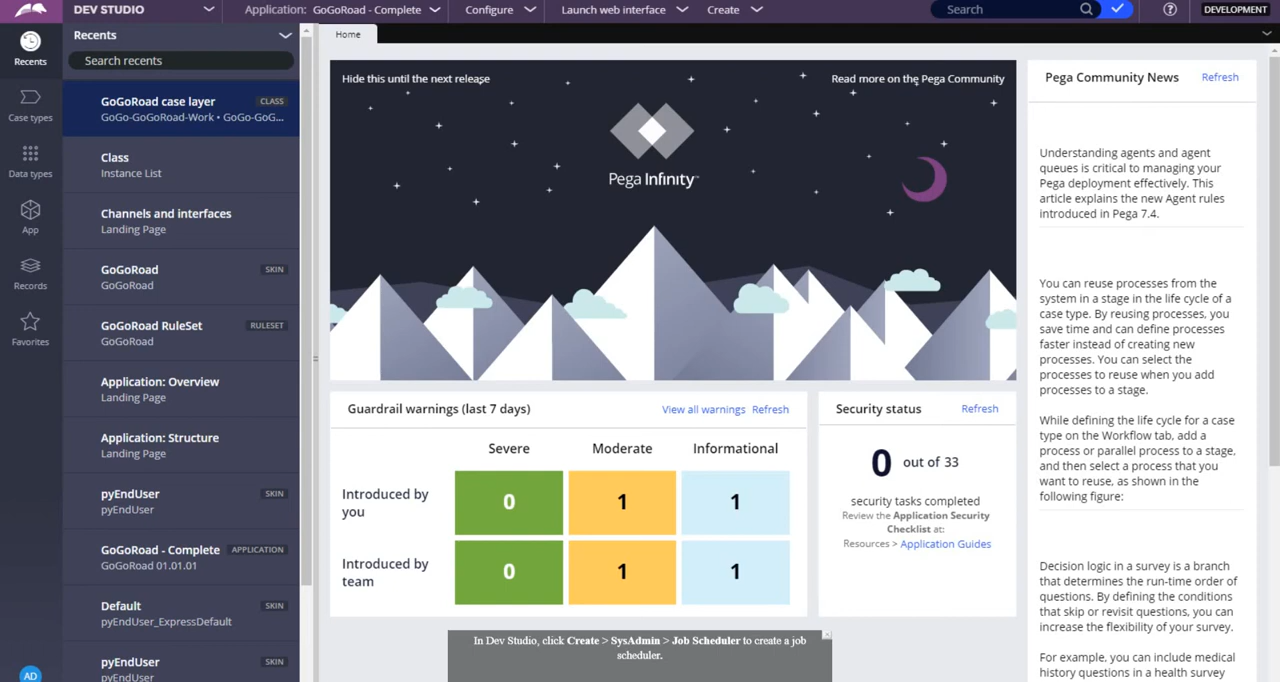 DEV STUDIO
Application: GoGoRoad - Complete
Configure
Launch web interface
Create
Search
DEVELOPMENT
Recents
Case types
Data types
App
Records
Favorites
AD
Recents
Search recents
GoGoRoad case layer CLASS
GoGo-GoGoRoad-Work • GoGo-GoG...
Class
Instance List
Channels and interfaces
Landing Page
GoGoRoad SKIN
GoGoRoad
GoGoRoad RuleSet RULESET
GoGoRoad
Application: Overview
Landing Page
Application: Structure
Landing Page
pyEndUser SKIN
pyEndUser
GoGoRoad - Complete APPLICATION
GoGoRoad 01.01.01
Default SKIN
pyEndUser_ExpressDefault
pyEndUser SKIN
pyEndUser
Home
Hide this until the next release
Read more on the Pega Community
Pega Infinity™
Guardrail warnings (last 7 days) View all warnings Refresh
Severe Moderate Informational
Introduced by
you
0 1 1
Introduced by
team
0 1 1
Security status Refresh
0 out of 33
security tasks completed
Review the Application Security
Checklist at:
Resources > Application Guides
In Dev Studio, click Create > SysAdmin > Job Scheduler to create a job
scheduler.
Pega Community News Refresh
Understanding agents and agent
queues is critical to managing your
Pega deployment effectively. This
article explains the new Agent rules
introduced in Pega 7.4.
You can reuse processes from the
system in a stage in the life cycle of a
case type. By reusing processes, you
save time and can define processes
faster instead of creating new
processes. You can select the
processes to reuse when you add
processes to a stage.
While defining the life cycle for a case
type on the Workflow tab, add a
process or parallel process to a stage,
and then select a process that you
want to reuse, as shown in the
following figure:
Decision logic in a survey is a branch
that determines the run-time order of
questions. By defining the conditions
that skip or revisit questions, you can
increase the flexibility of your survey.
For example, you can include medical
history questions in a health survey